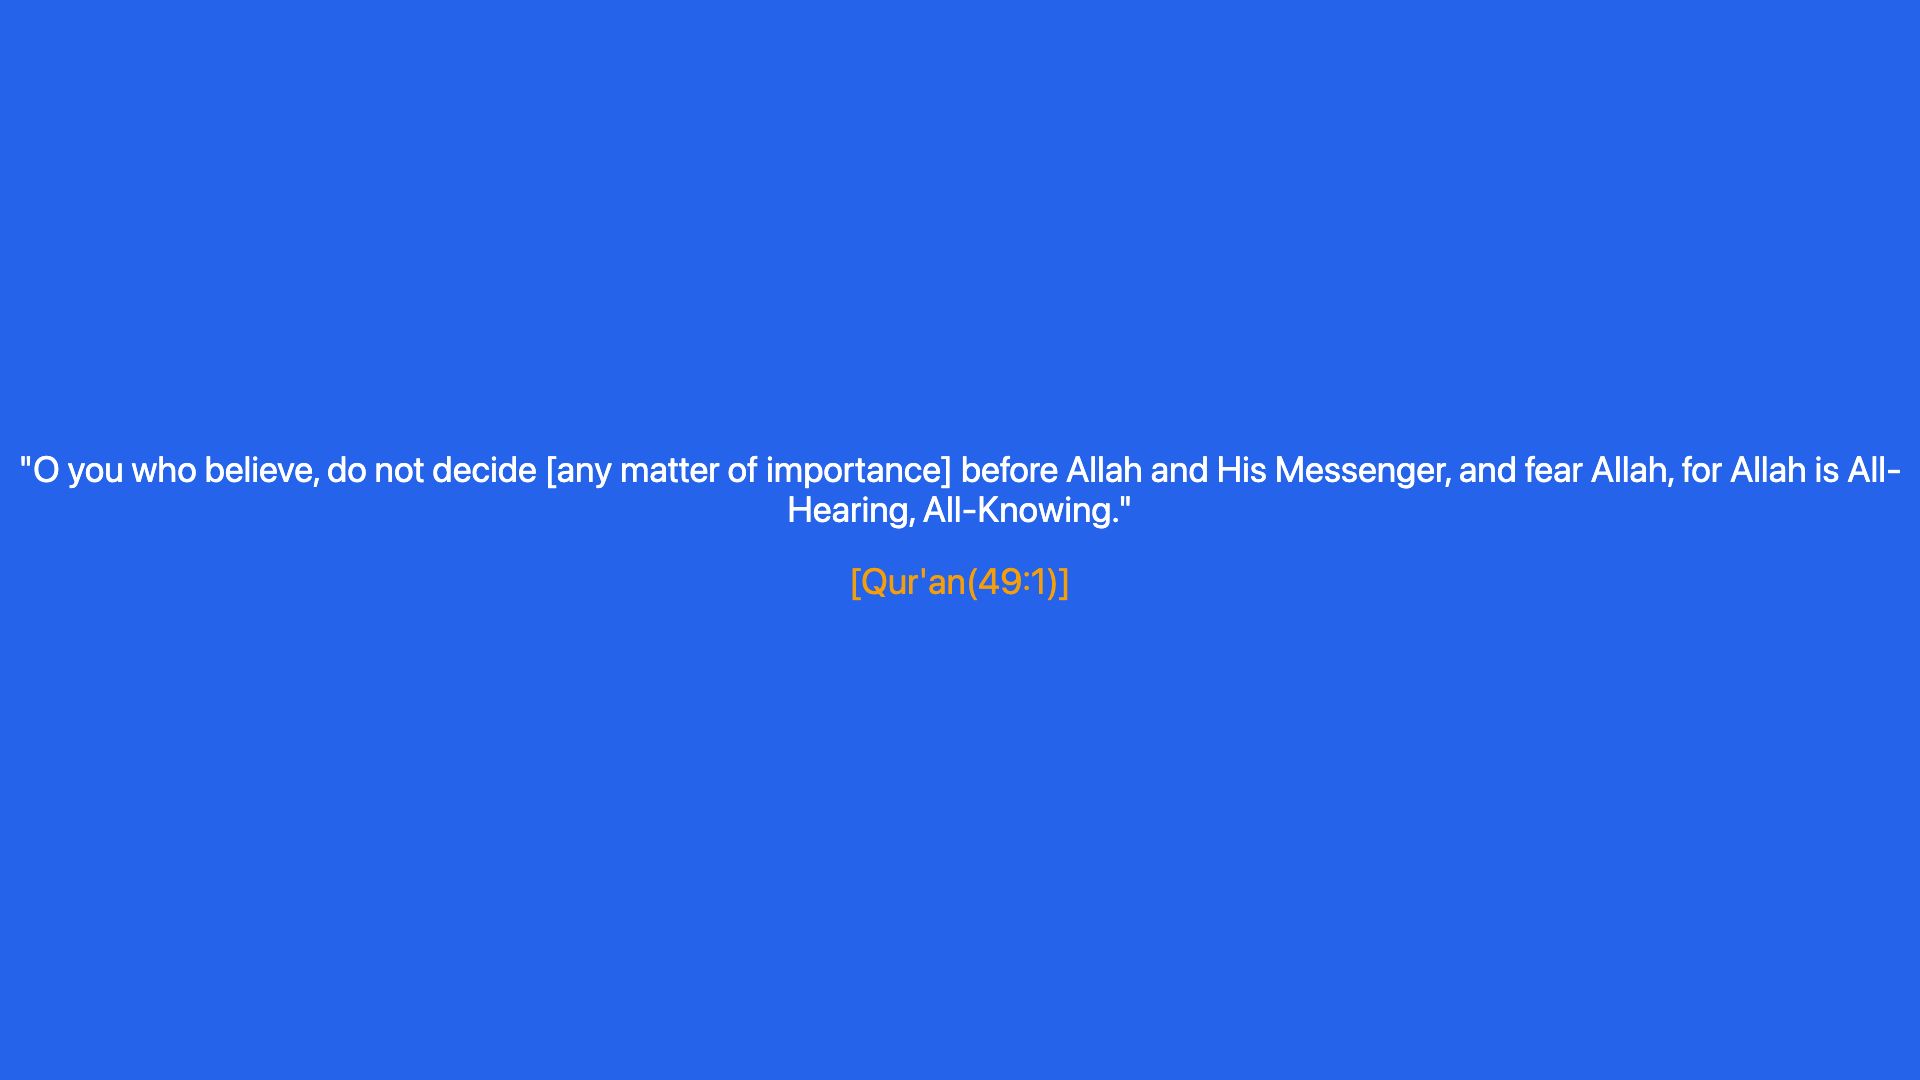 "O you who believe, do not decide [any matter of importance] before Allah and His Messenger, and fear Allah, for Allah is All-
Hearing, All-Knowing."
[Qur'an(49:1)]